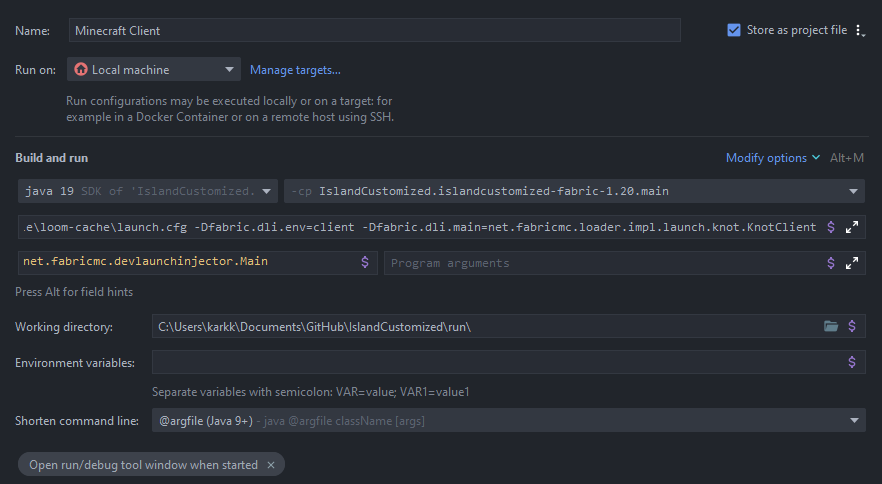 Name: Minecraft Client Store as project file
Run on: Local machine Manage targets...
Run configurations may be executed locally or on a target: for
example in a Docker Container or on a remote host using SSH.
Build and run Modify options Alt+M
java 19 SDK of 'IslandCustomized. -cp IslandCustomized.islandcustomized-fabric-1.20.main
.e\loom-cache\launch.cfg -Dfabric.dli.env=client -Dfabric.dli.main=net.fabricmc.loader.impl.launch.knot.KnotClient $
net.fabricmc.devlaunchinjector.Main $ Program arguments $
Press Alt for field hints
Working directory: C:\Users\karkk\Documents\GitHub\IslandCustomized\run\ $
Environment variables: $
Separate variables with semicolon: VAR=value; VAR1=value1
Shorten command line: @argfile (Java 9+) - java @argfile className [args]
Open run/debug tool window when started ×